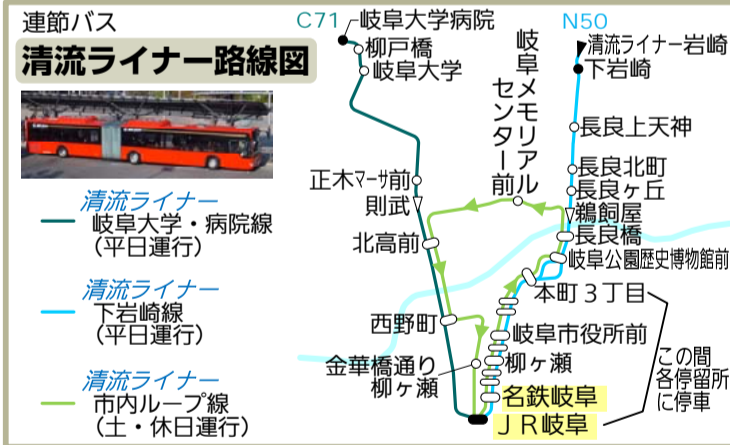 連節バス
清流ライナー路線図
清流ライナー
岐阜大学・病院線
(平日運行)
清流ライナー
下岩崎線
(平日運行)
清流ライナー
市内ループ線
(土・休日運行)
C71
岐阜大学病院
柳戸橋
岐阜大学
正木マーサ前
則武
北高前
西野町
金華橋通り
柳ヶ瀬
岐阜メモリアル
センター前
N50
清流ライナー岩崎
下岩崎
長良上天神
長良北町
長良ヶ丘
鵜飼屋
長良橋
岐阜公園歴史博物館前
本町3丁目
岐阜市役所前
柳ヶ瀬
名鉄岐阜
JR岐阜
この間
各停留所
に停車